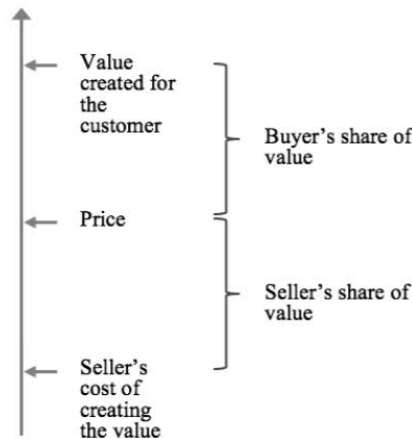 Value
created for
the
customer
Buyer's share of
value
Price
Seller's share of
value
Seller's
cost of
creating
the value